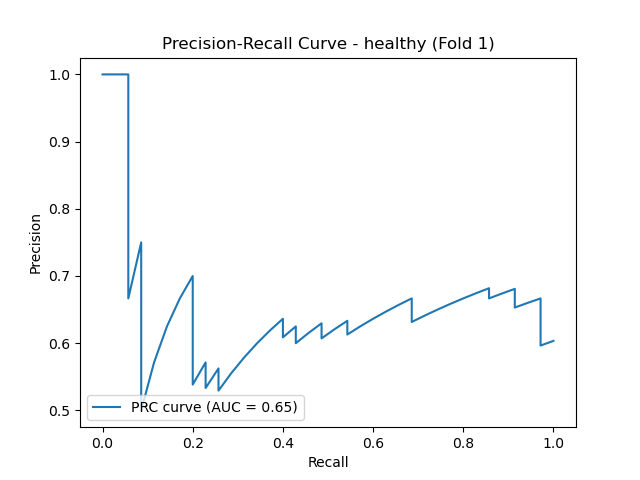 Precision-Recall Curve - healthy (Fold 1)
1.0
0.9
0.8
0.7
0.6
0.5
Precision
PRC curve (AUC = 0.65)
0.0 0.2 0.4 0.6 0.8 1.0
Recall